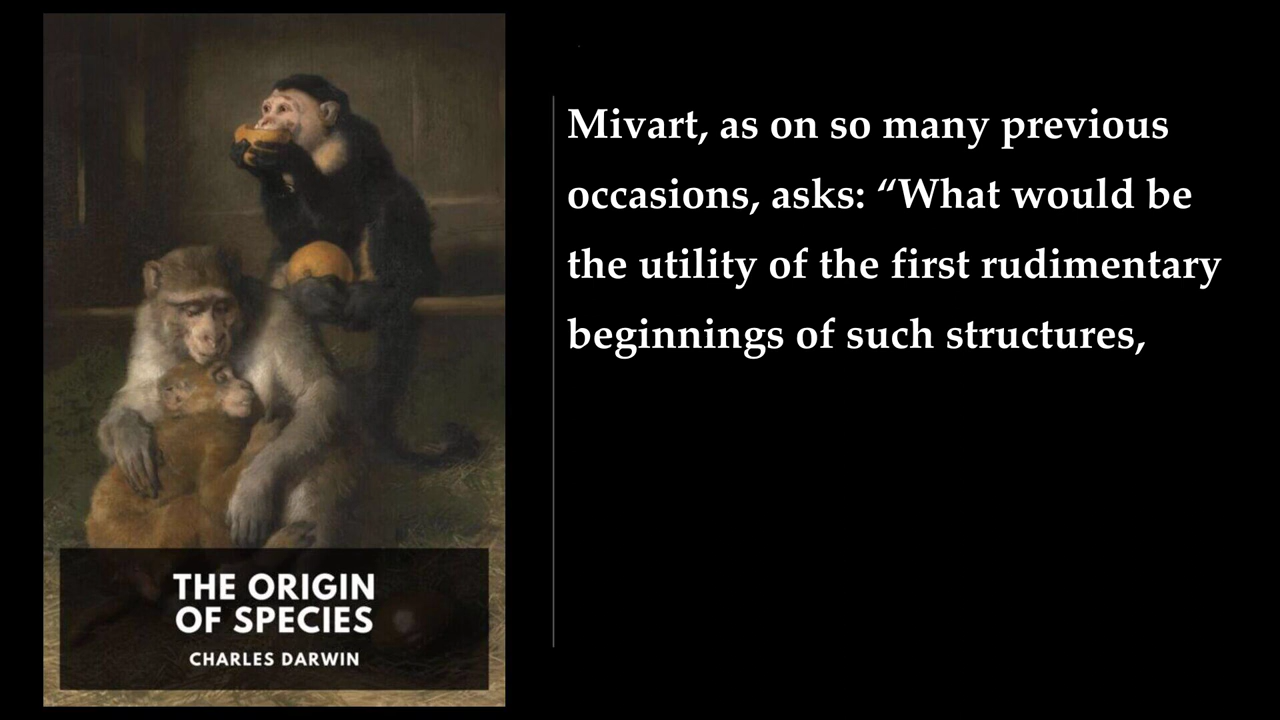 Mivart, as on so many previous
occasions, asks: “What would be
the utility of the first rudimentary
beginnings of such structures,
THE ORIGIN
OF SPECIES
CHARLES DARWIN